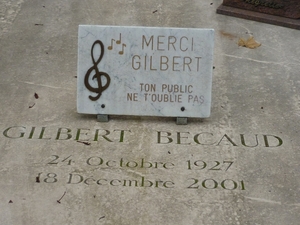 MERCI
GILBERT
TON PUBLIC
NE T'OUBLIE PAS
GILBERT BECAUD
24 Octobre 1927
18 Décembre 2001